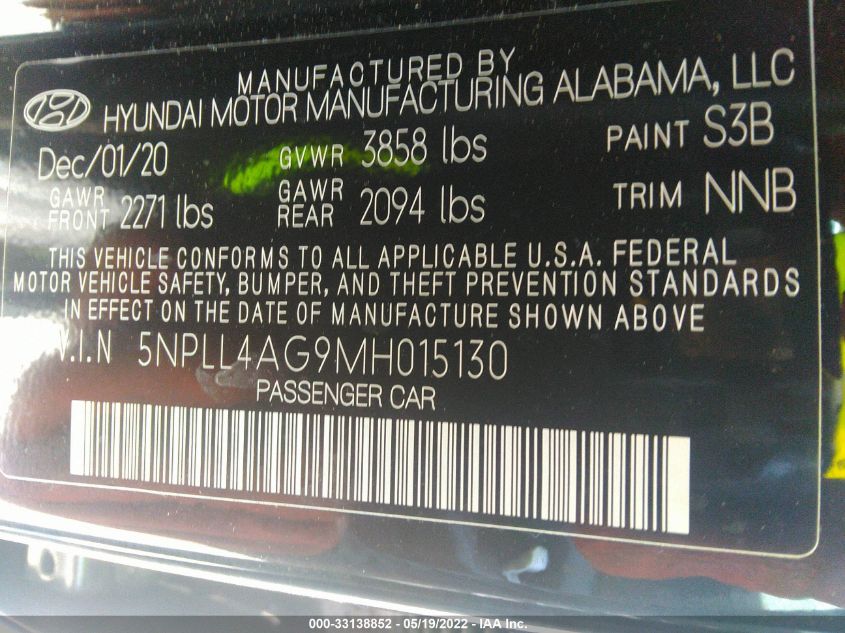 MANUFACTURED BY
HYUNDAI MOTOR MANUFACTURING ALABAMA, LLC
Dec/01/20 GVWR 3858 lbs PAINT S3B
GAWR FRONT 2271 lbs GAWR REAR 2094 lbs TRIM NNB
THIS VEHICLE CONFORMS TO ALL APPLICABLE U.S.A. FEDERAL
MOTOR VEHICLE SAFETY, BUMPER, AND THEFT PREVENTION STANDARDS
IN EFFECT ON THE DATE OF MANUFACTURE SHOWN ABOVE
V.I.N 5NPLL4AG9MH015130
PASSENGER CAR
000-33138852 - 05/19/2022 - IAA Inc.